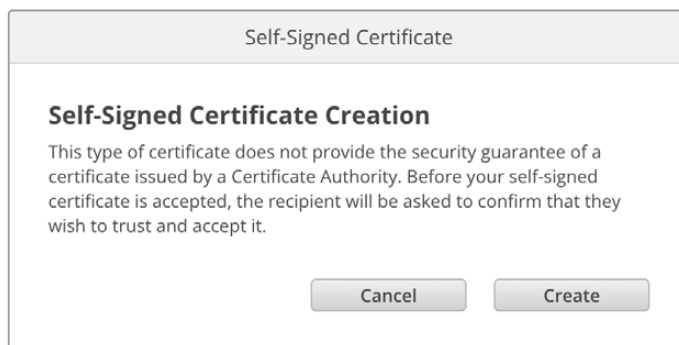 Self-Signed Certificate
Self-Signed Certificate Creation
This type of certificate does not provide the security guarantee of a
certificate issued by a Certificate Authority. Before your self-signed
certificate is accepted, the recipient will be asked to confirm that they
wish to trust and accept it.
Cancel Create